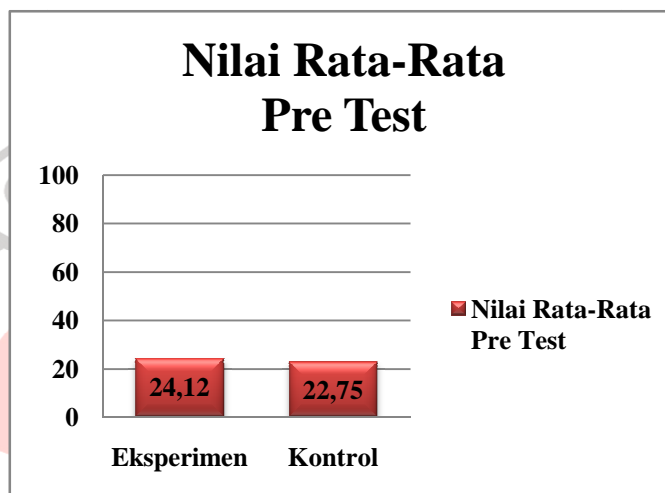 Nilai Rata-Rata
Pre Test
100
80
60
40
20
0
24,12
22,75
Eksperimen
Kontrol
Nilai Rata-Rata
Pre Test